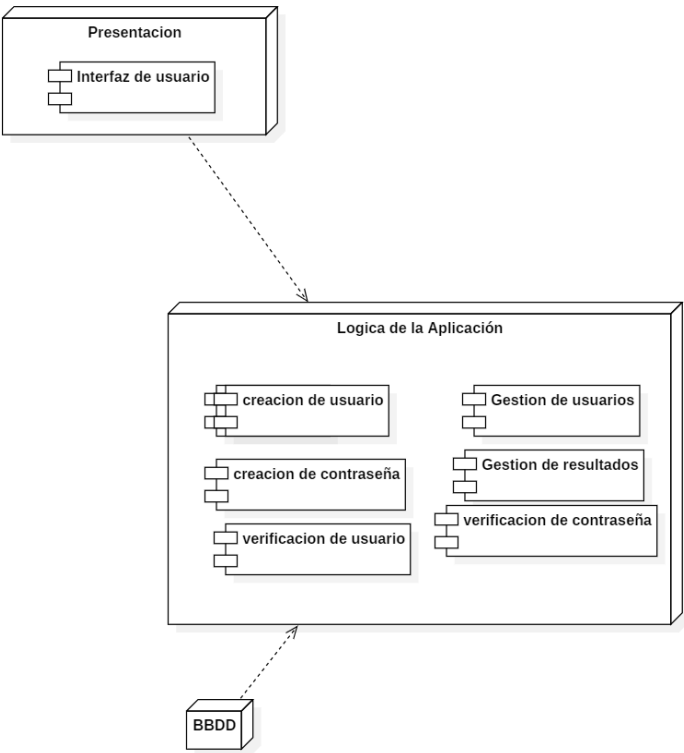 Presentacion
Interfaz de usuario
Logica de la Aplicación
creacion de usuario
Gestion de usuarios
creacion de contraseña
Gestion de resultados
verificacion de usuario
verificacion de contraseña
BBDD